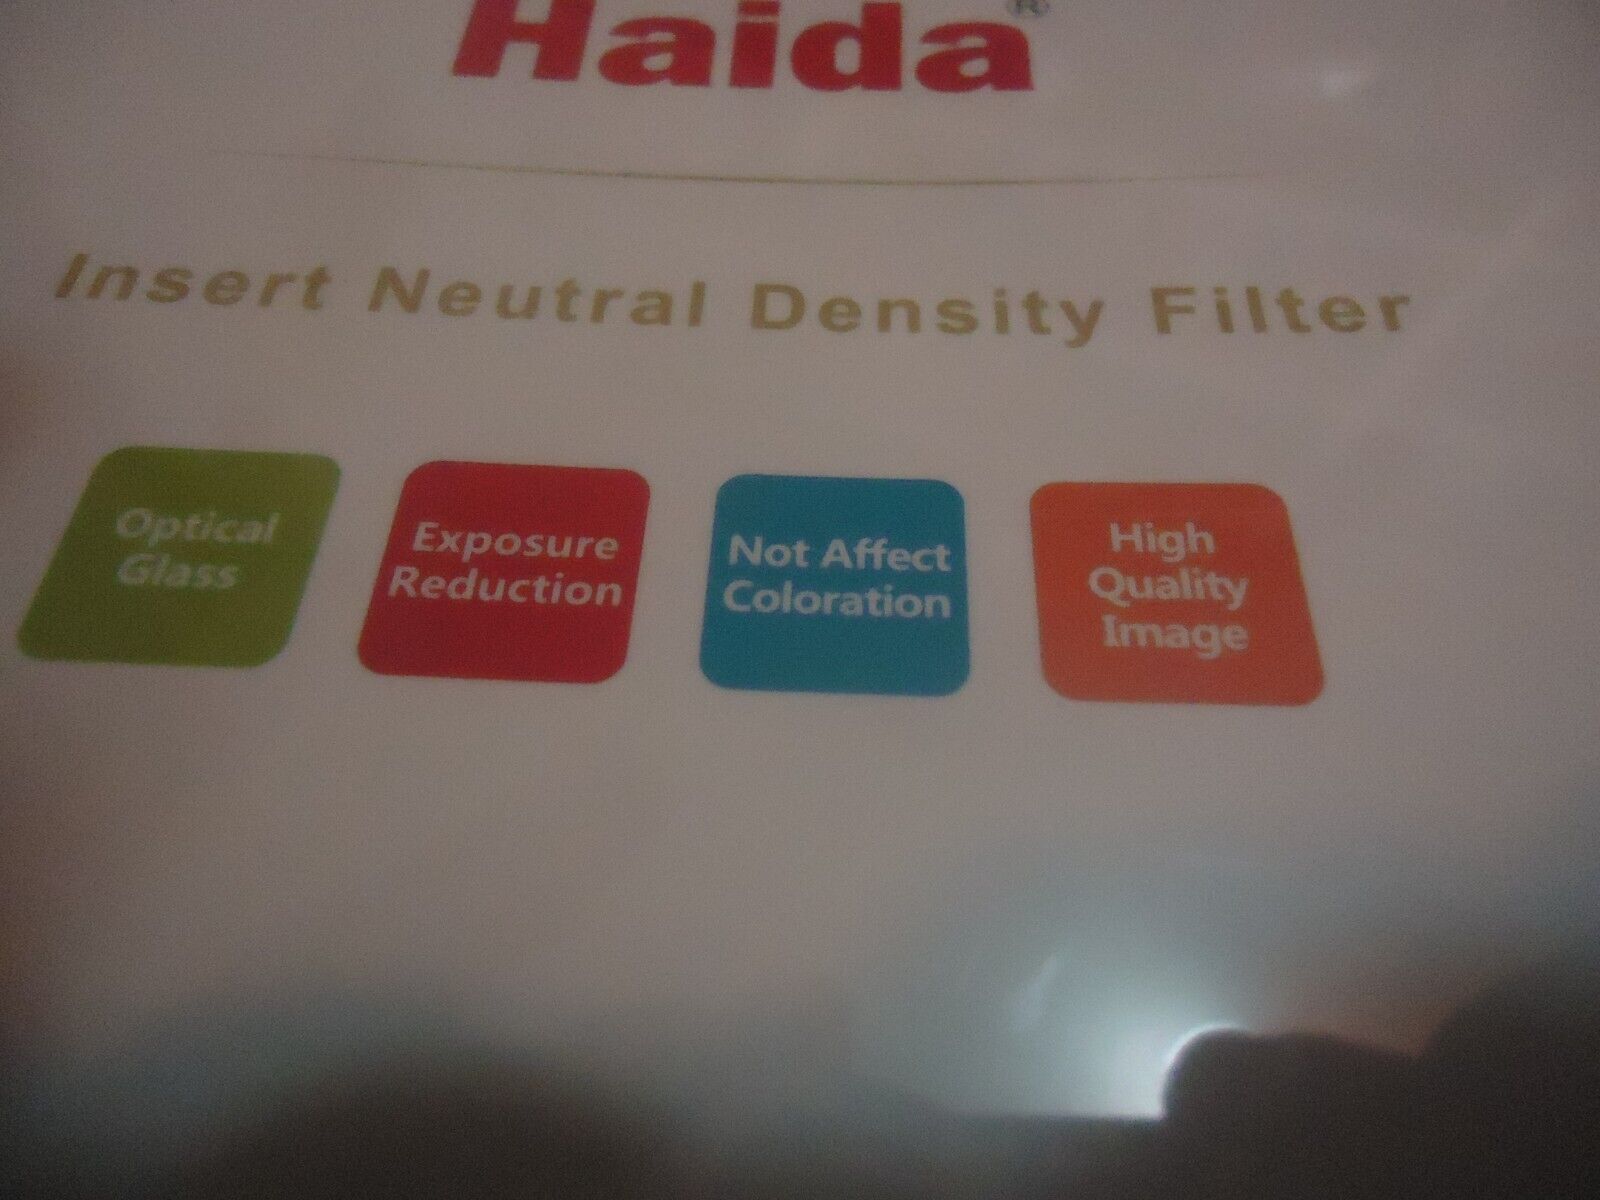 Haida®
Insert Neutral Density Filter
Optical
Glass
Exposure
Reduction
Not Affect
Coloration
High
Quality
Image